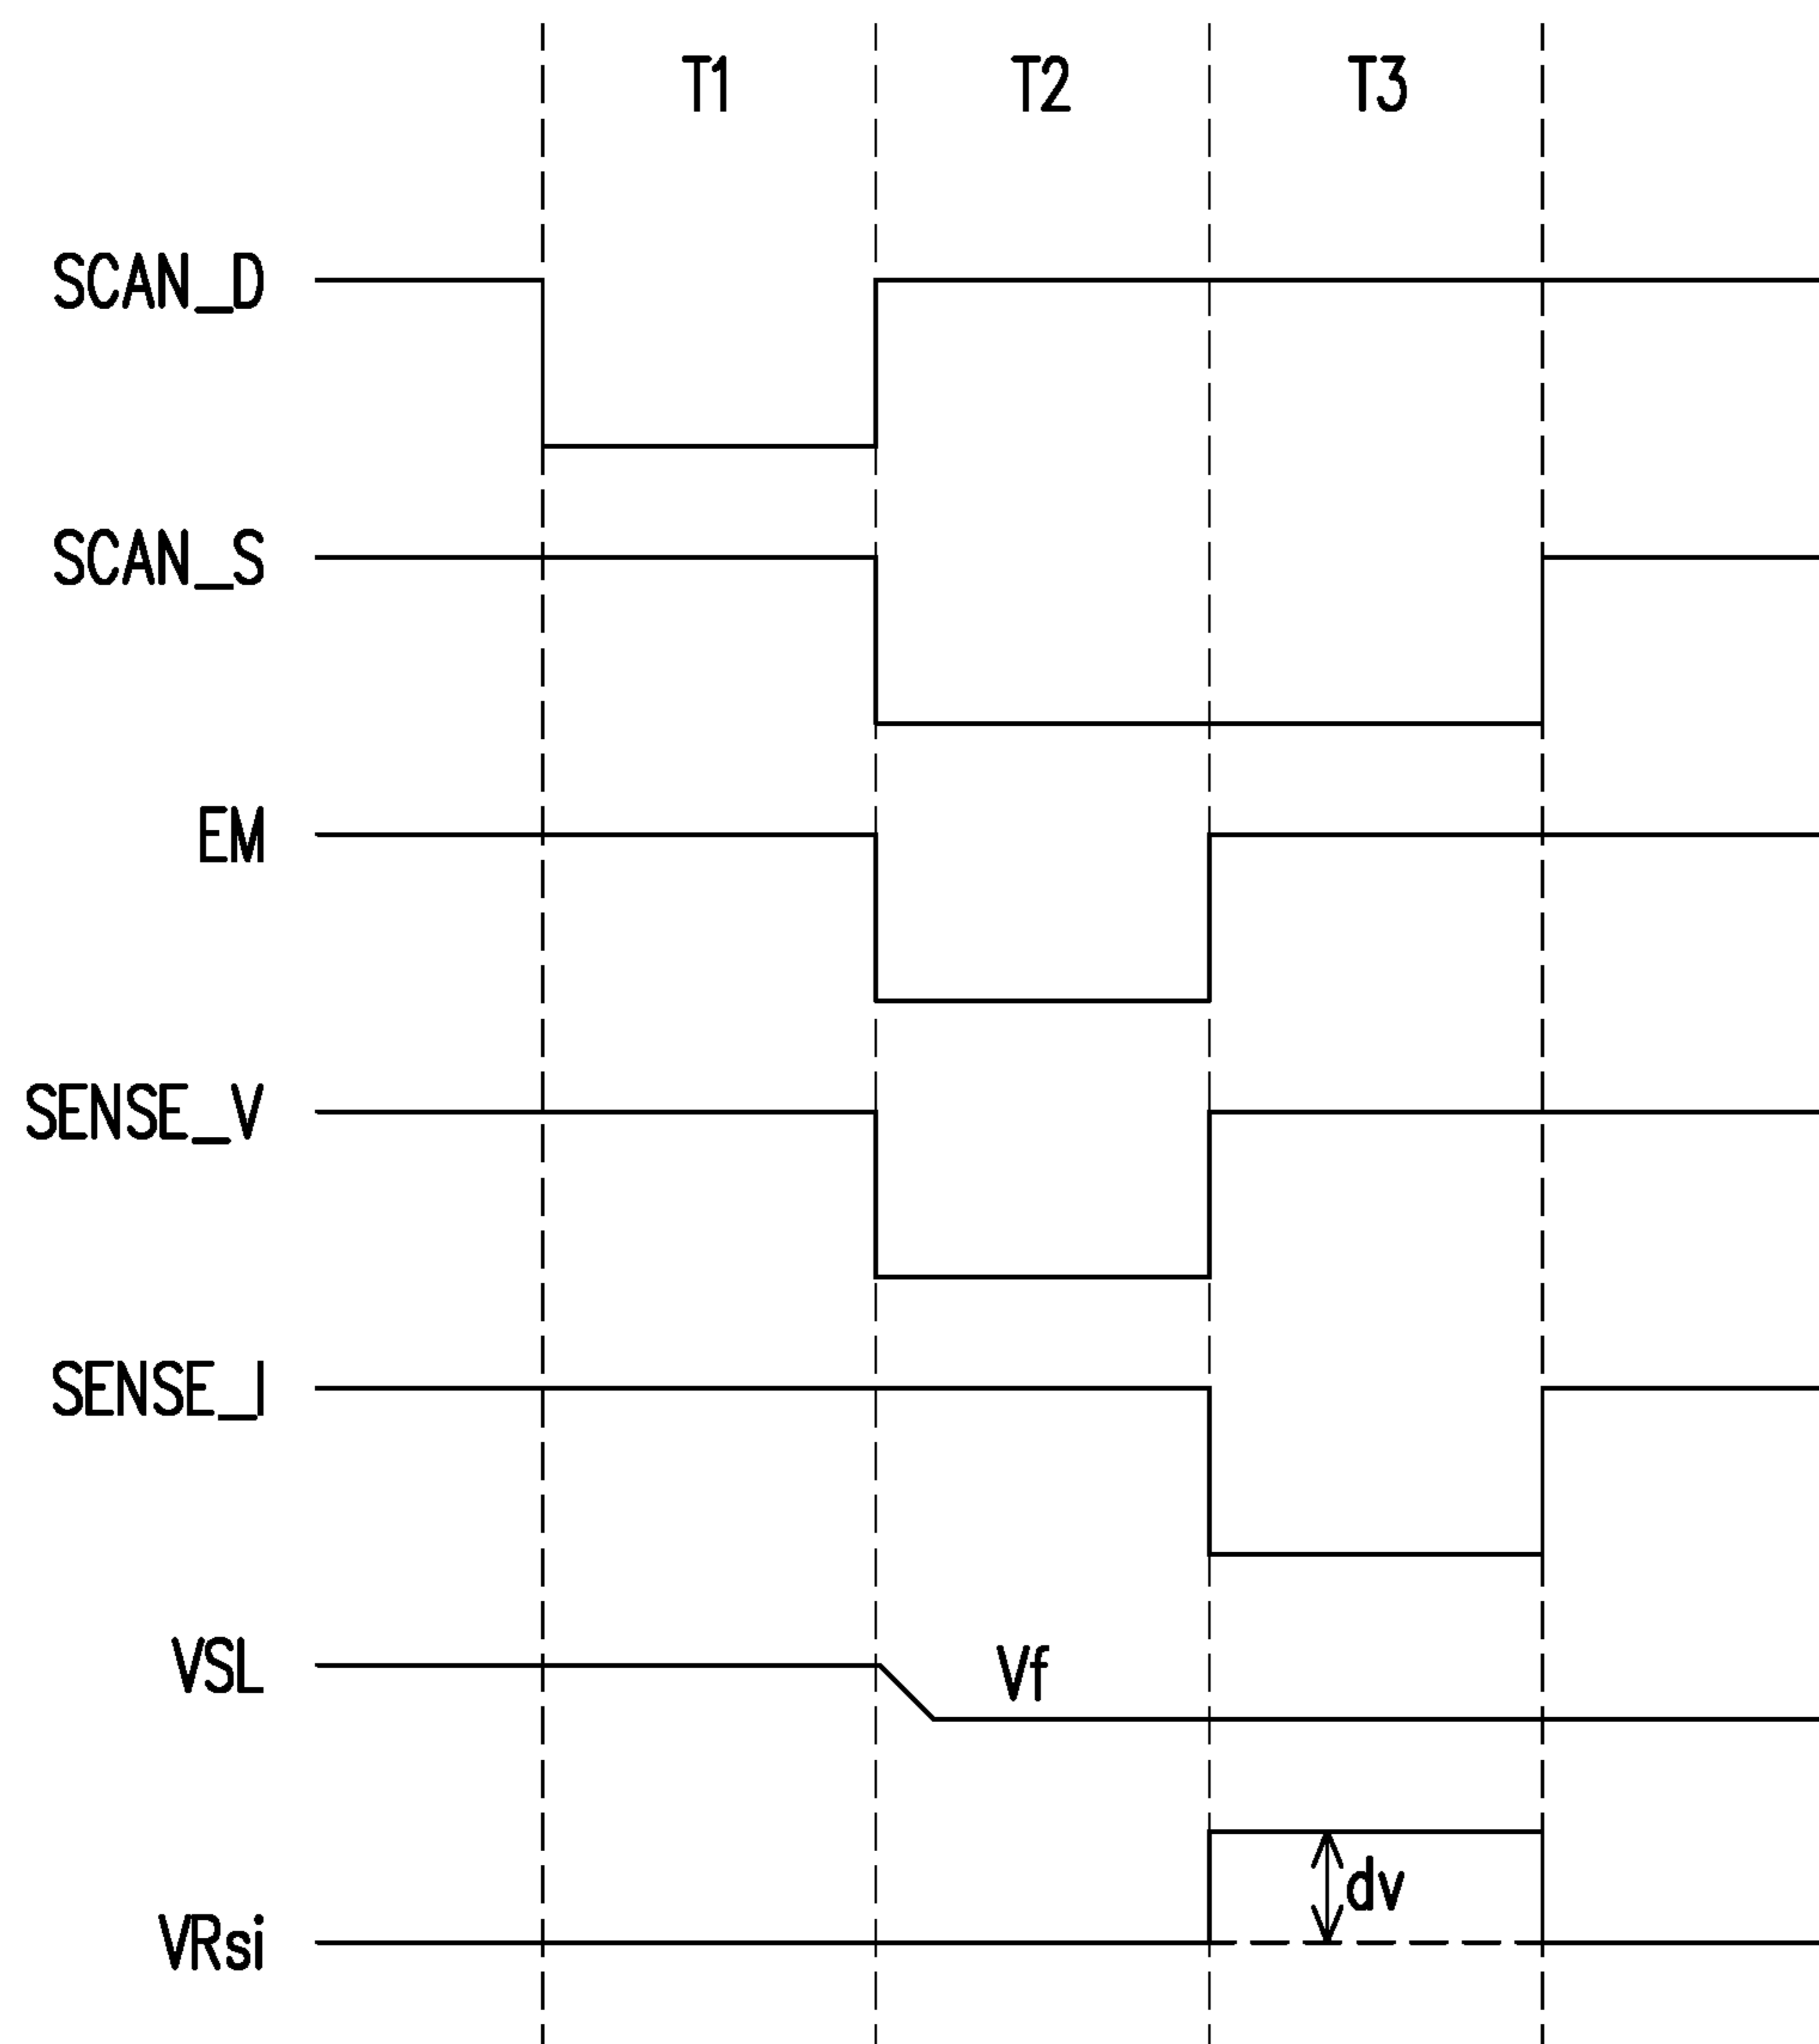 T1 T2 T3
SCAN_D
SCAN_S
EM
SENSE_V
SENSE_I
VSL Vf
dv
VRsi